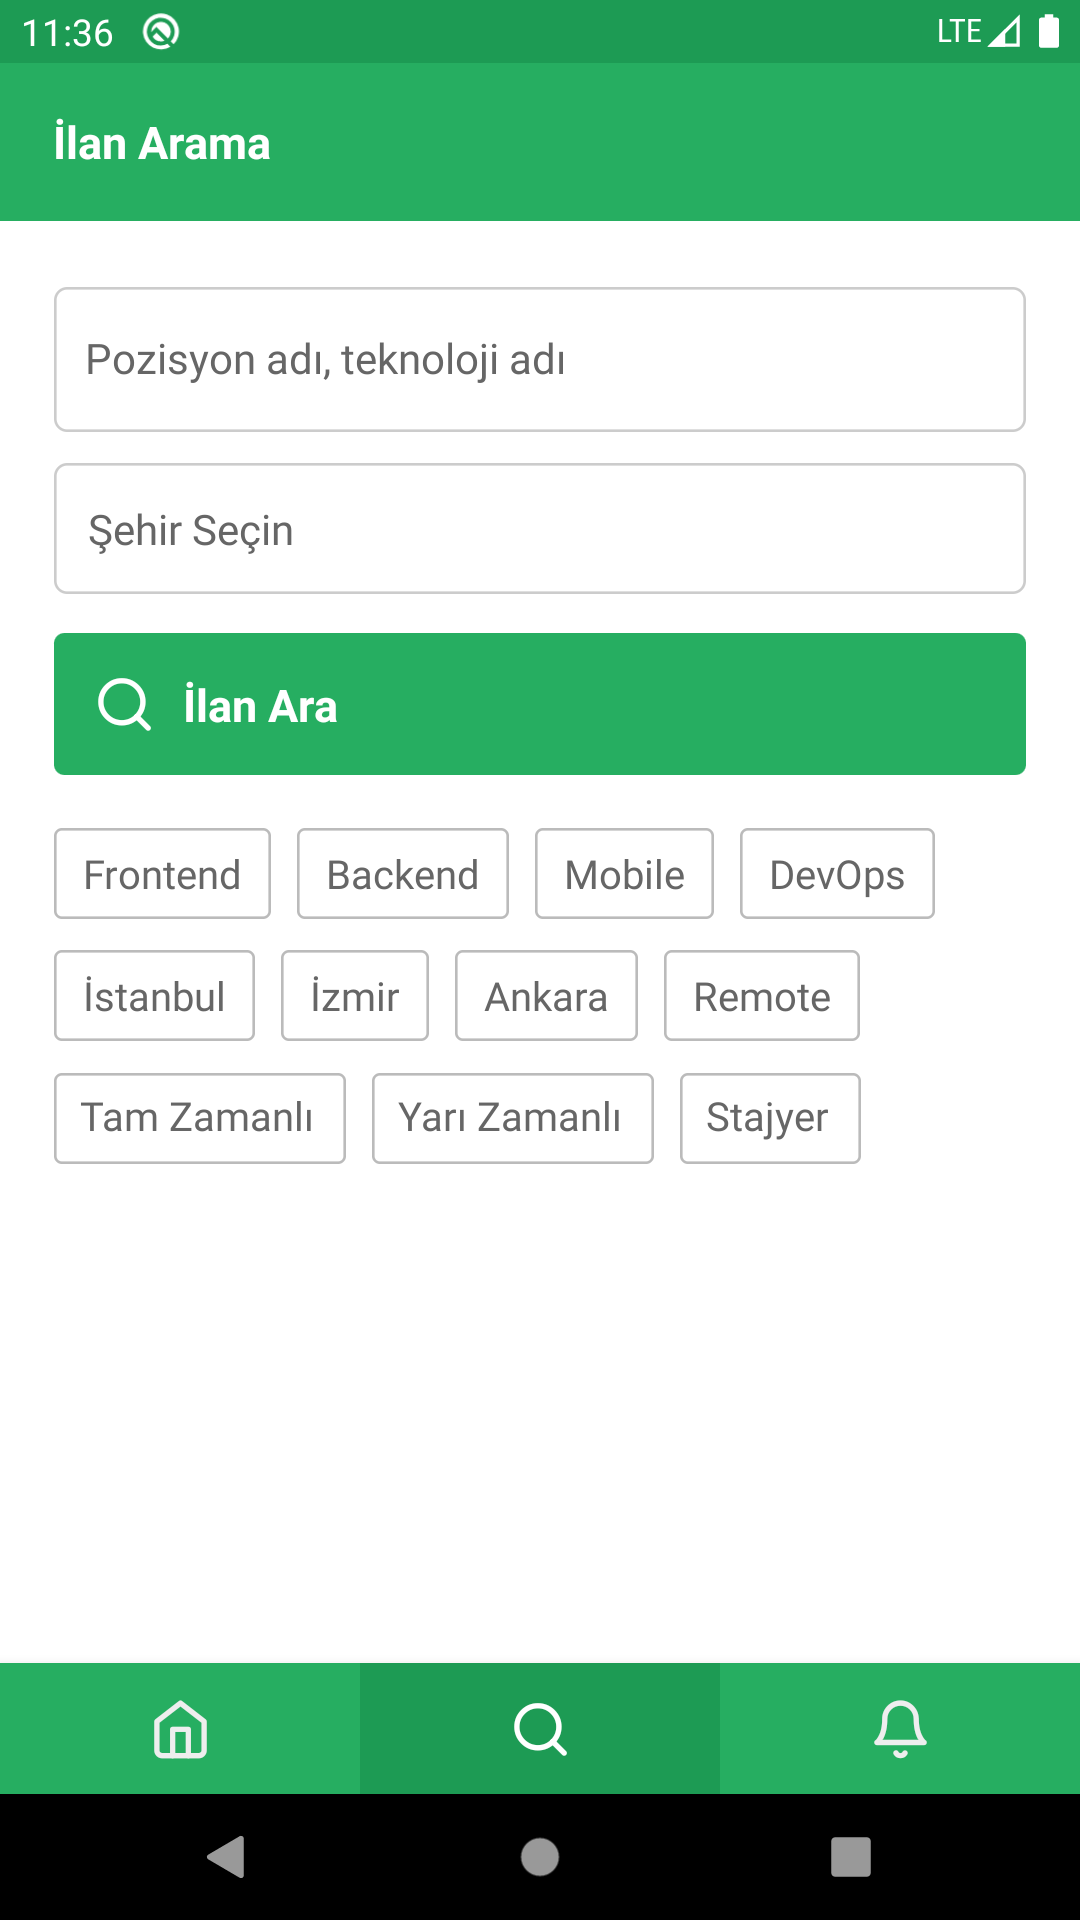 11:36 LTE
İlan Arama
Pozisyon adı, teknoloji adı
Şehir Seçin
İlan Ara
Frontend Backend Mobile DevOps
İstanbul İzmir Ankara Remote
Tam Zamanlı Yarı Zamanlı Stajyer